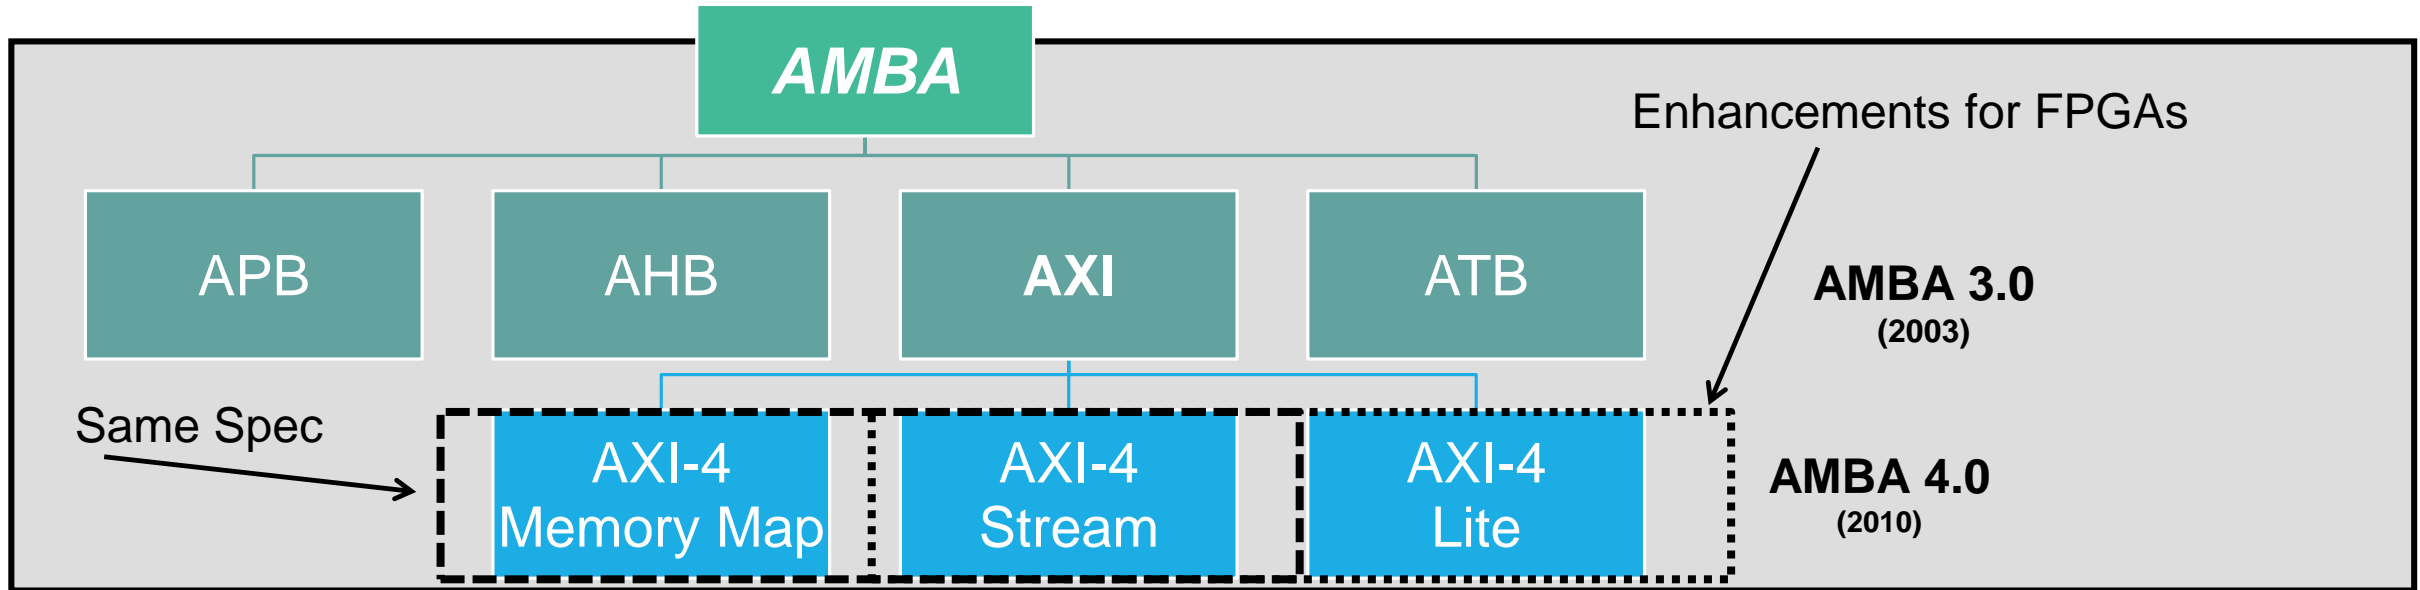 AMBA
Enhancements for FPGAs
APB
AHB
AXI
ATB
AMBA 3.0
(2003)
Same Spec
AXI-4
Memory Map
AXI-4
Stream
AXI-4
Lite
AMBA 4.0
(2010)